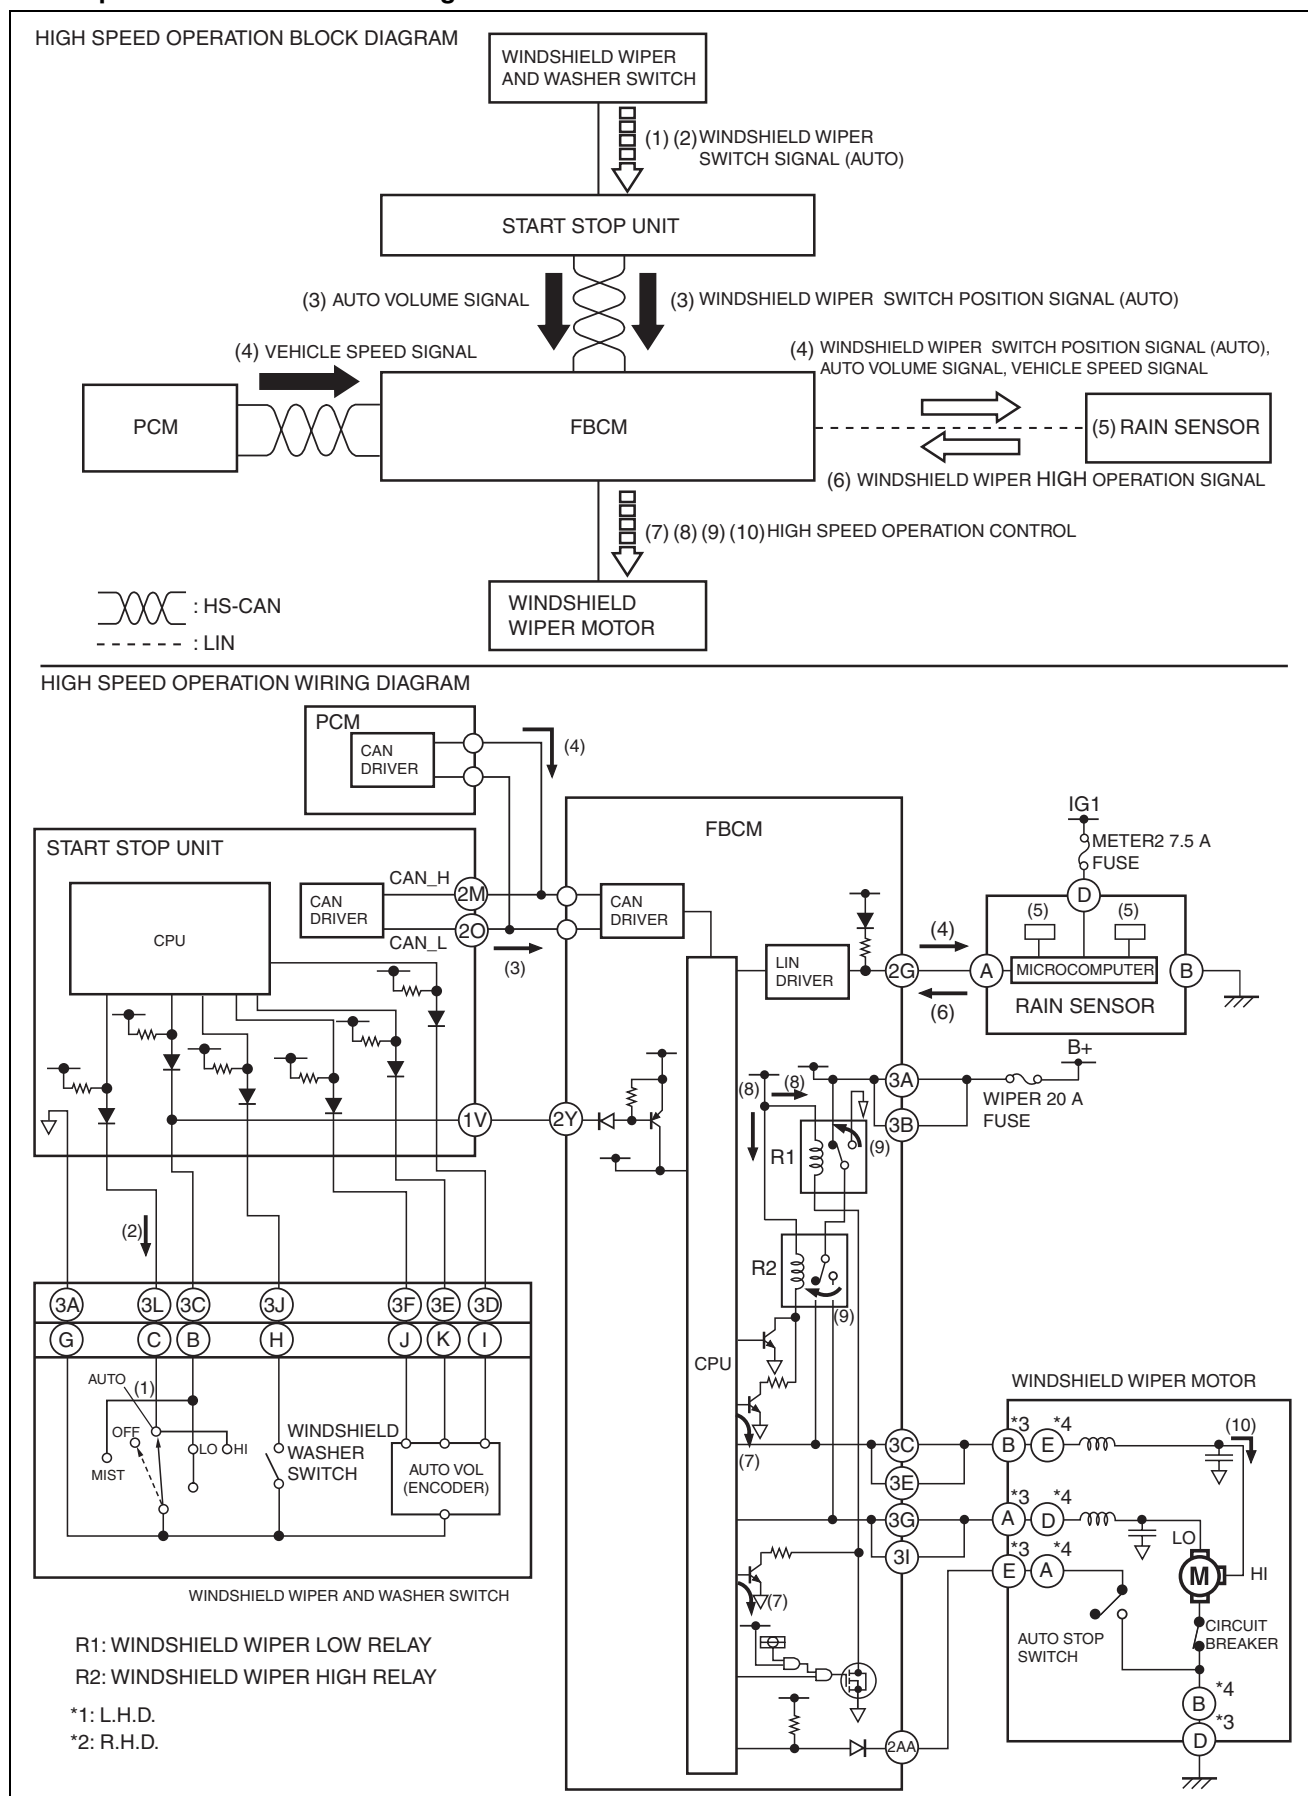 HIGH SPEED OPERATION BLOCK DIAGRAM
WINDSHIELD WIPER
AND WASHER SWITCH
(1) (2) WINDSHIELD WIPER
SWITCH SIGNAL (AUTO)
START STOP UNIT
(3) AUTO VOLUME SIGNAL
(3) WINDSHIELD WIPER SWITCH POSITION SIGNAL (AUTO)
(4) VEHICLE SPEED SIGNAL
(4) WINDSHIELD WIPER SWITCH POSITION SIGNAL (AUTO),
AUTO VOLUME SIGNAL, VEHICLE SPEED SIGNAL
PCM
FBCM
(5) RAIN SENSOR
(6) WINDSHIELD WIPER HIGH OPERATION SIGNAL
(7) (8) (9) (10) HIGH SPEED OPERATION CONTROL
WINDSHIELD
WIPER MOTOR
: HS-CAN
: LIN
HIGH SPEED OPERATION WIRING DIAGRAM
PCM
CAN
DRIVER
(4)
START STOP UNIT
CPU
CAN
DRIVER
CAN_H
2M
2O
CAN_L
(3)
FBCM
CAN
DRIVER
LIN
DRIVER
2G
(4)
(6)
IG1
METER2 7.5 A
FUSE
D
(5)
(5)
A
MICROCOMPUTER
B
RAIN SENSOR
B+
WIPER 20 A
FUSE
3A
3B
(8)
(8)
R1
(9)
1V
2Y
R2
(9)
(2)
3A
3L
3C
3J
3F
3E
3D
G
C
B
H
J
K
I
AUTO
(1)
OFF
LO
HI
MIST
WINDSHIELD
WASHER
SWITCH
AUTO VOL
(ENCODER)
WINDSHIELD WIPER AND WASHER SWITCH
CPU
(7)
(7)
3C
3E
3G
3I
2AA
WINDSHIELD WIPER MOTOR
*3
*4
B
E
(10)
*3
*4
A
D
*3
*4
E
A
LO
M
HI
AUTO STOP
SWITCH
CIRCUIT
BREAKER
B
*4
*3
D
R1: WINDSHIELD WIPER LOW RELAY
R2: WINDSHIELD WIPER HIGH RELAY
*1: L.H.D.
*2: R.H.D.